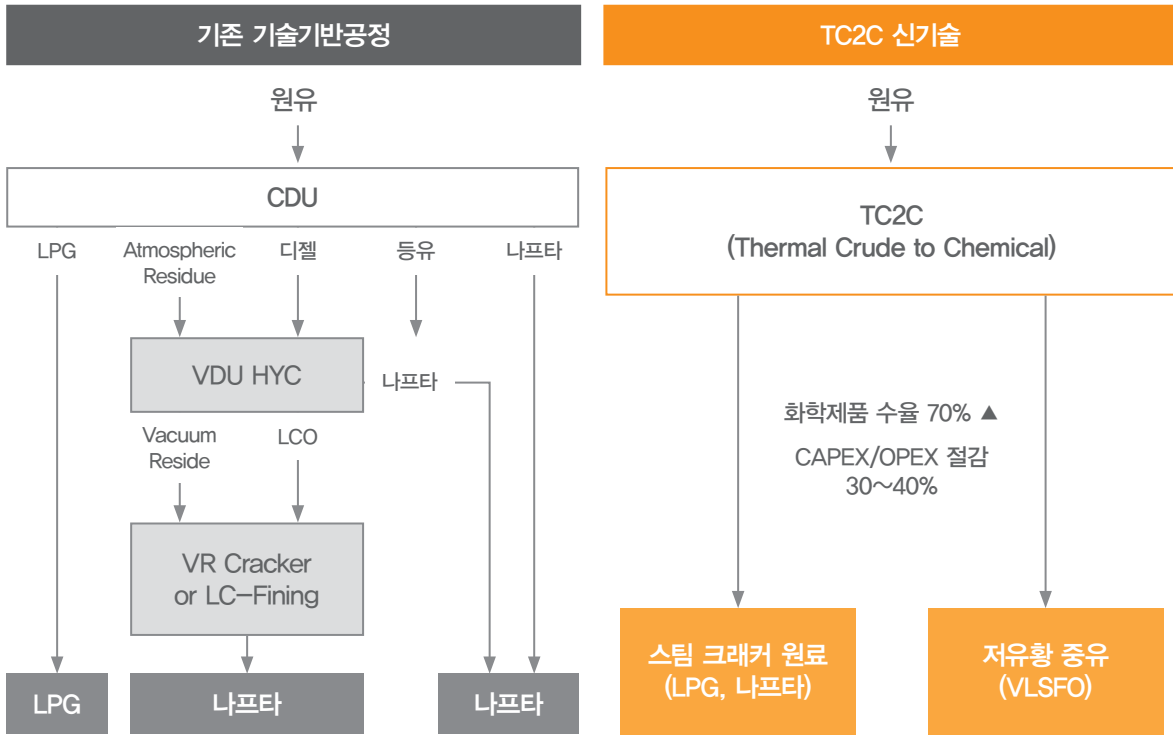 기존 기술기반공정
원유
CDU
LPG
Atmospheric
Residue
디젤
등유
나프타
VDU HYC
나프타
Vacuum
Reside
LCO
VR Cracker
or LC-Fining
LPG
나프타
나프타
TC2C 신기술
원유
TC2C
(Thermal Crude to Chemical)
화학제품 수율 70% ▲
CAPEX/OPEX 절감
30~40%
스팀 크래커 원료
(LPG, 나프타)
저유황 중유
(VLSFO)